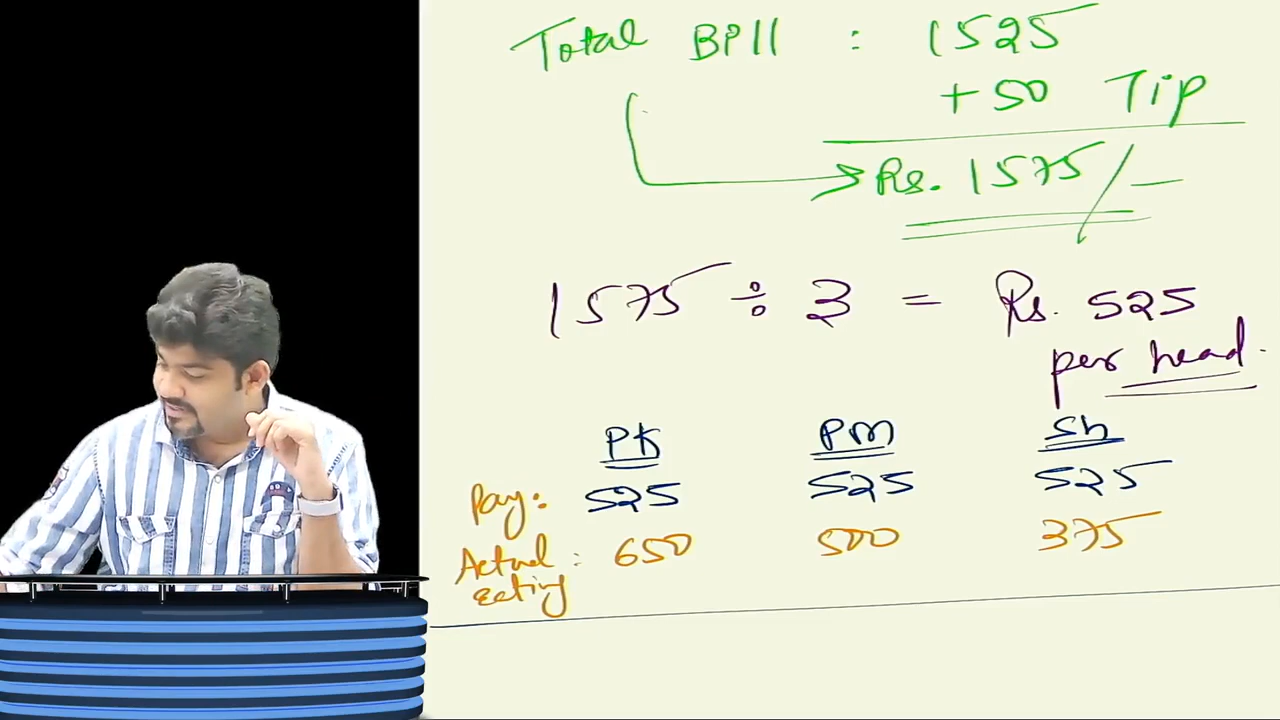 Total Bill : 1525
+ 50 Tip
Rs. 1575/-
1575 ÷ 3 = Rs. 525
per head.
PK PM Sh
Pay: 525 525 525
Actual eating : 650 500 375